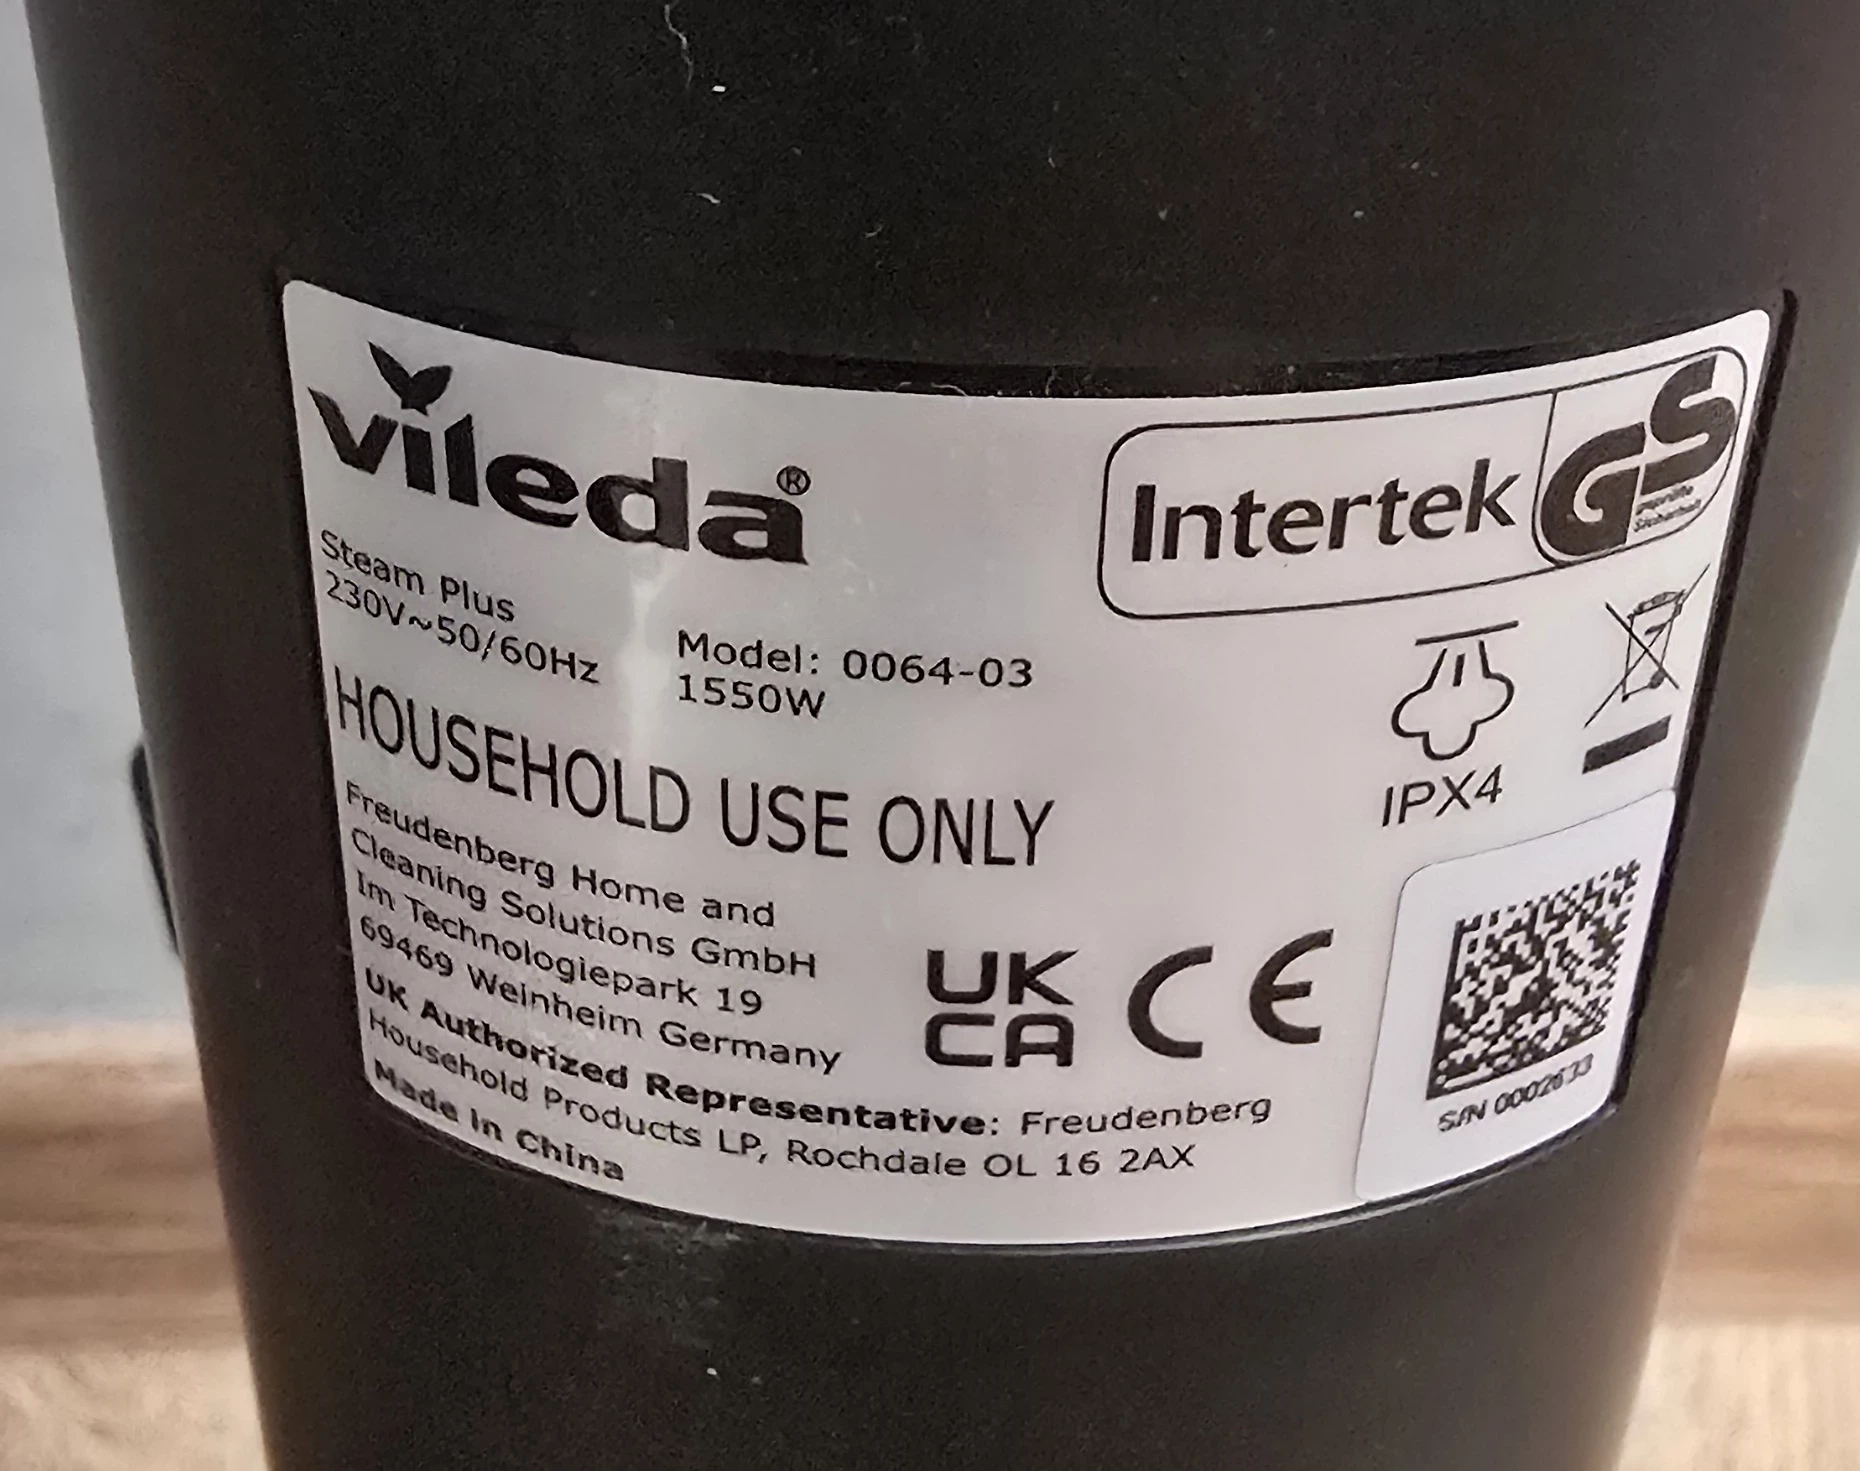 vileda®
Intertek GS
geprüfte
Sicherheit
Steam Plus
230V~50/60Hz
Model: 0064-03
1550W
HOUSEHOLD USE ONLY
IPX4
Freudenberg Home and
Cleaning Solutions GmbH
Im Technologiepark 19
69469 Weinheim Germany
UK
CA
CE
UK Authorized Representative: Freudenberg
Household Products LP, Rochdale OL 16 2AX
Made in China
S/N 0002633